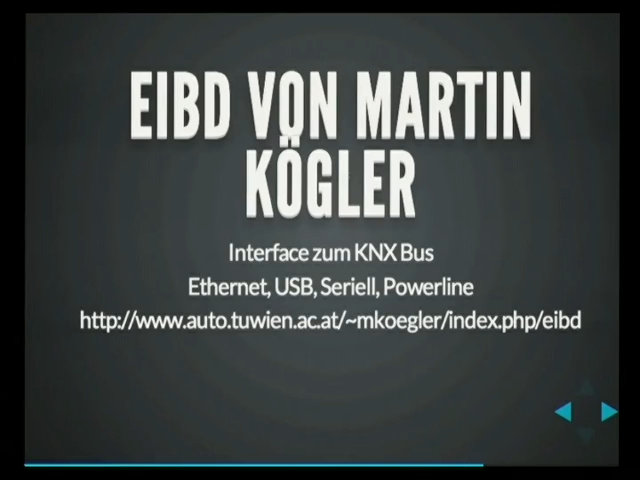 EIBD VON MARTIN
KÖGLER
Interface zum KNX Bus
Ethernet, USB, Seriell, Powerline
http://www.auto.tuwien.ac.at/~mkoegler/index.php/eibd